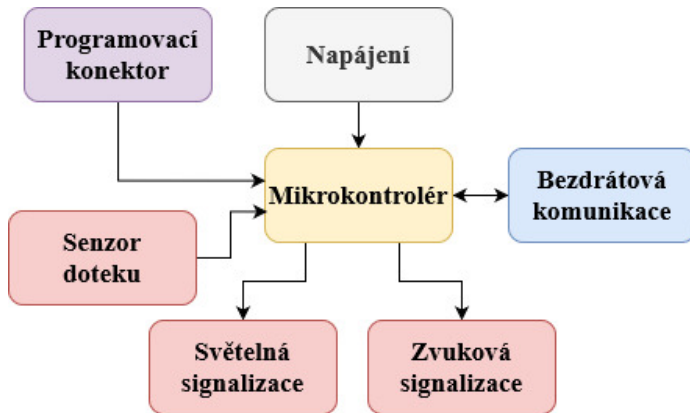 Programovací
konektor
Napájení
Mikrokontrolér
Bezdrátová
komunikace
Senzor
doteku
Světelná
signalizace
Zvuková
signalizace